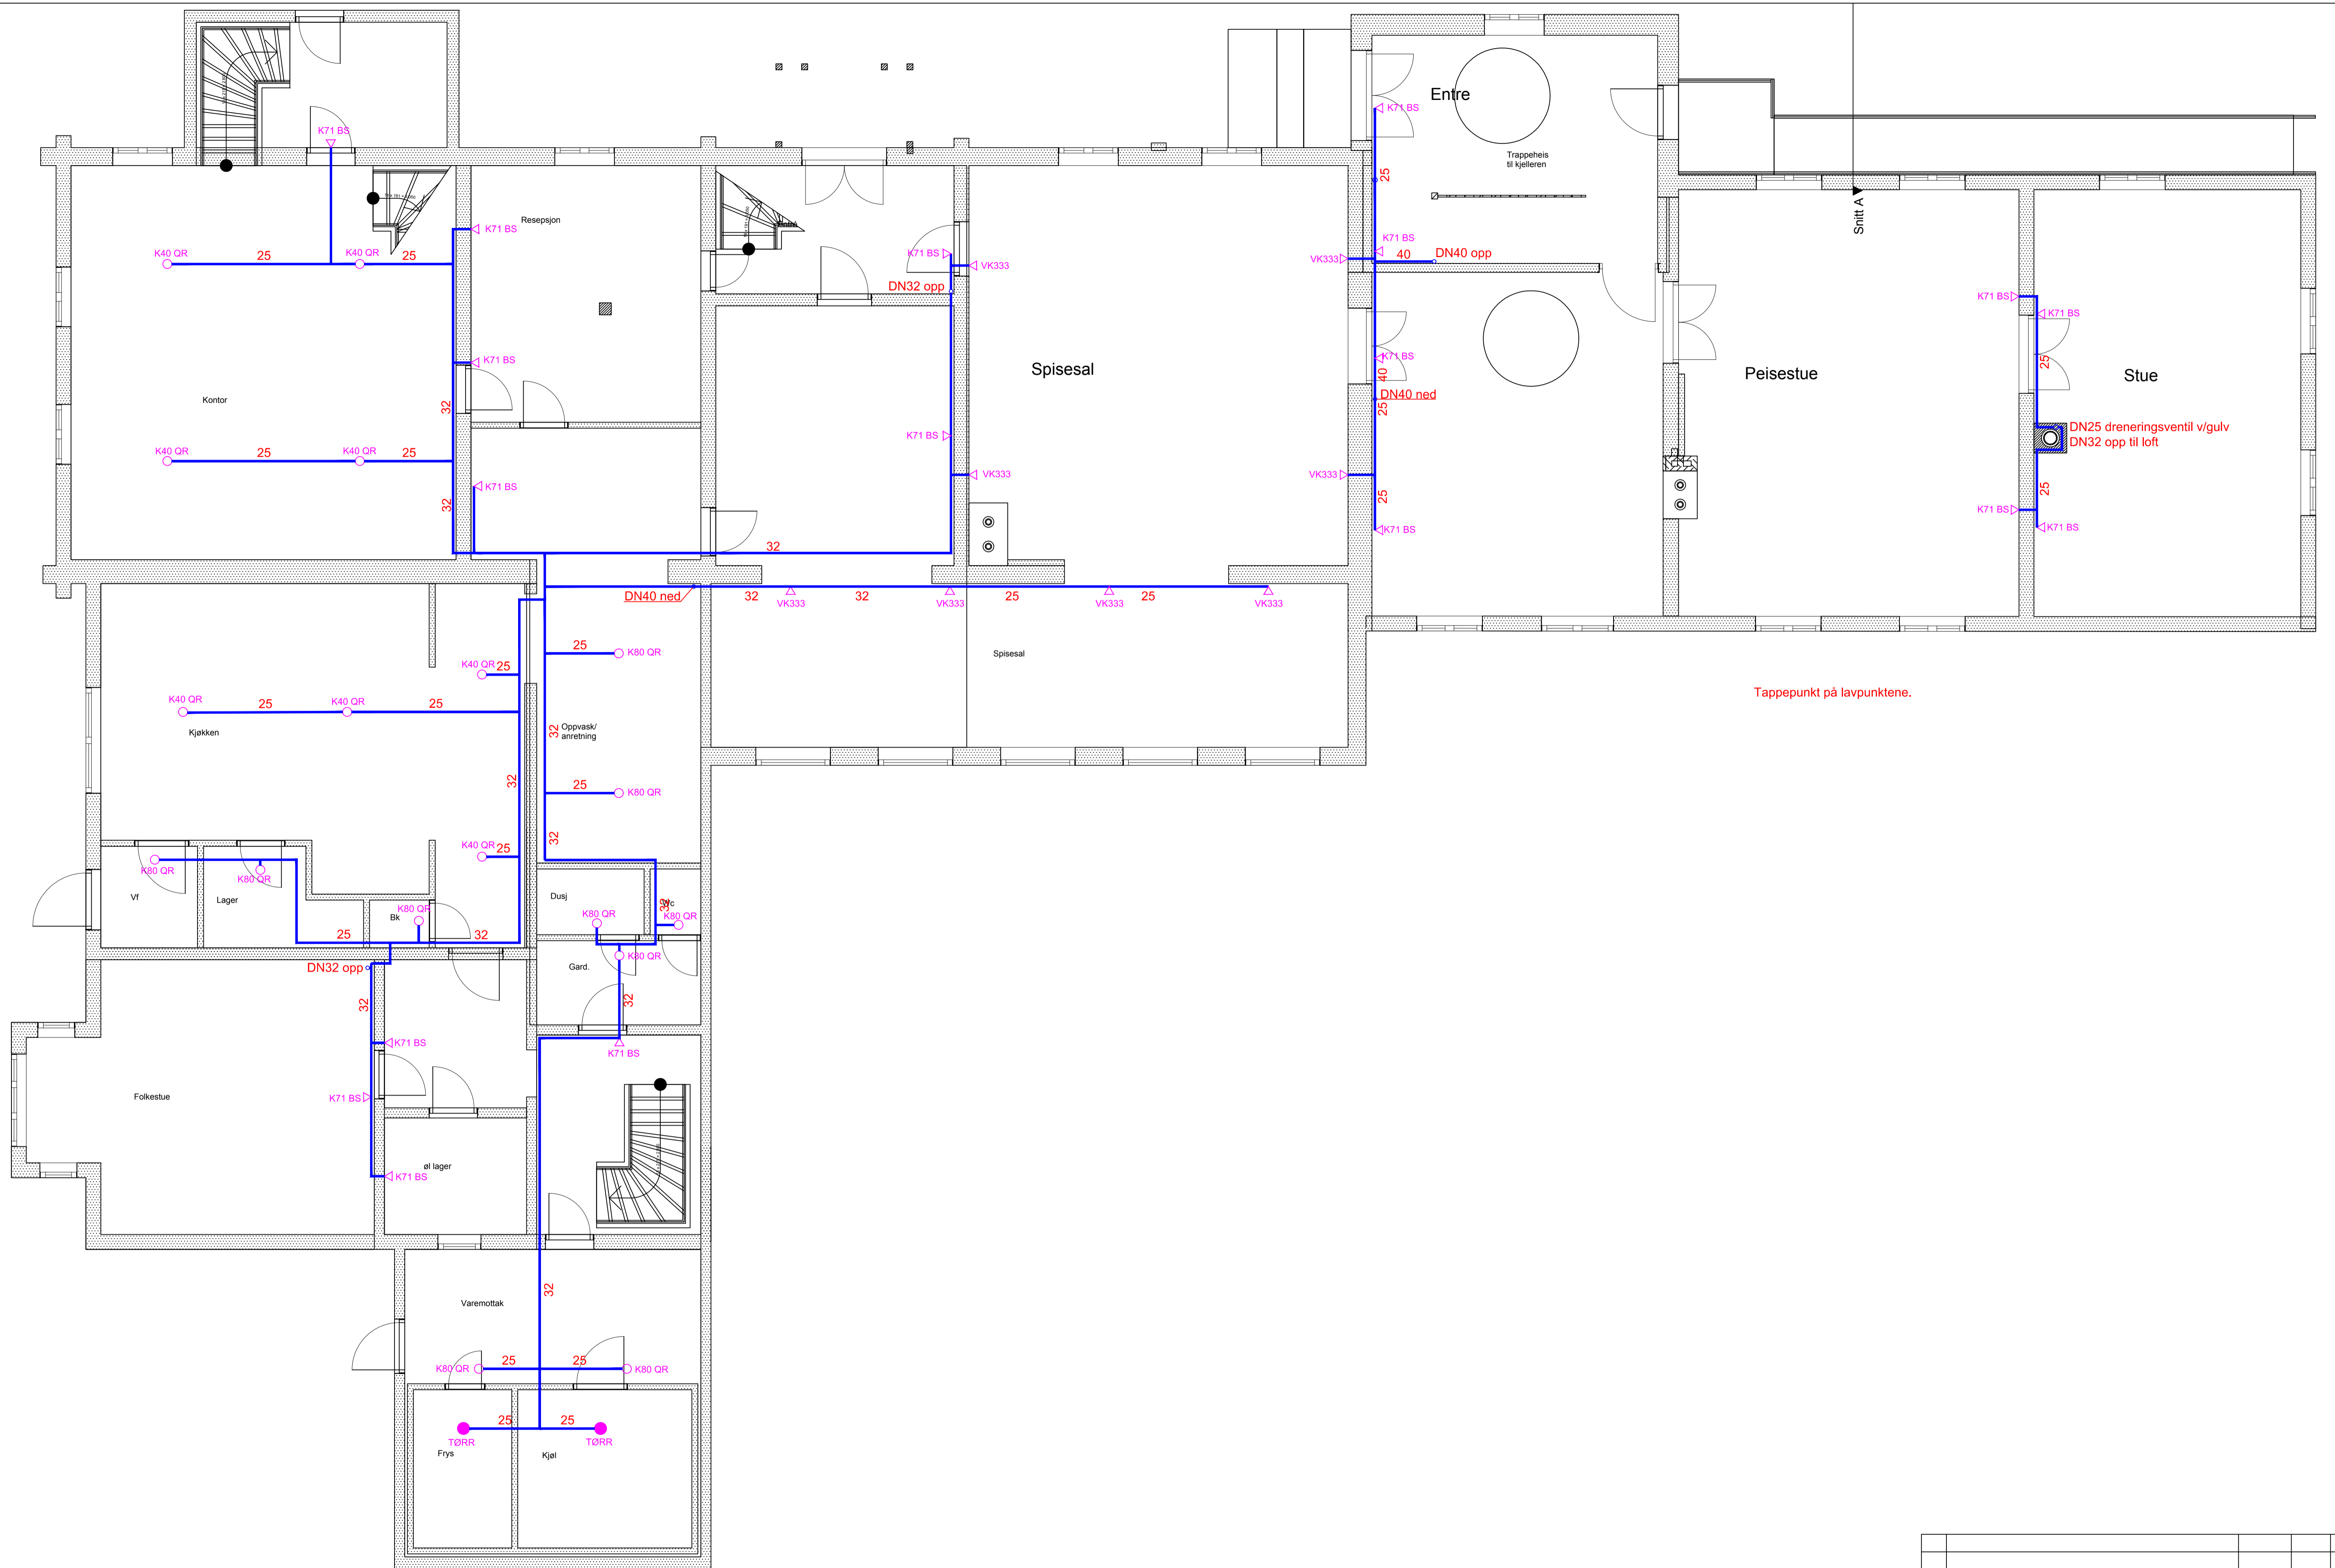 K71 BS
Entre
K71 BS
Trappeheis
til kjelleren
25
Snitt A
Resepsjon
K71 BS
K40 QR
25
K40 QR
25
K71 BS
VK333
DN32 opp
K71 BS
VK333
40
DN40 opp
K71 BS
K71 BS
25
K71 BS
K71 BS
40
DN40 ned
25
Spisesal
Peisestue
Stue
Kontor
32
K71 BS
DN25 dreneringsventil v/gulv
DN32 opp til loft
K40 QR
25
K40 QR
25
VK333
VK333
K71 BS
32
25
K71 BS
25
K71 BS
K71 BS
32
DN40 ned
32
VK333
32
VK333
25
VK333
25
VK333
25
K80 QR
Spisesal
K40 QR
25
K40 QR
25
K40 QR
25
Kjøkken
32
Oppvask/
anretning
Tappepunkt på lavpunktene.
32
25
K80 QR
32
K40 QR
25
K80 QR
K80 QR
Vf
Lager
Bk
K80 QR
Dusj
K80 QR
32
K80 QR
25
32
K80 QR
Gard.
DN32 opp
32
32
K71 BS
K71 BS
Folkestue
K71 BS
øl lager
K71 BS
32
Varemottak
K80 QR
25
25
K80 QR
25
25
TØRR
TØRR
Frys
Kjøl